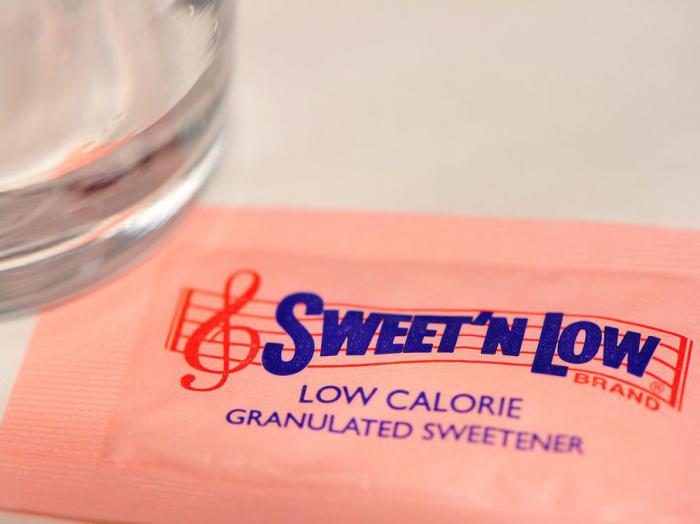 SWEET'N LOW
BRAND®
LOW CALORIE
GRANULATED SWEETENER